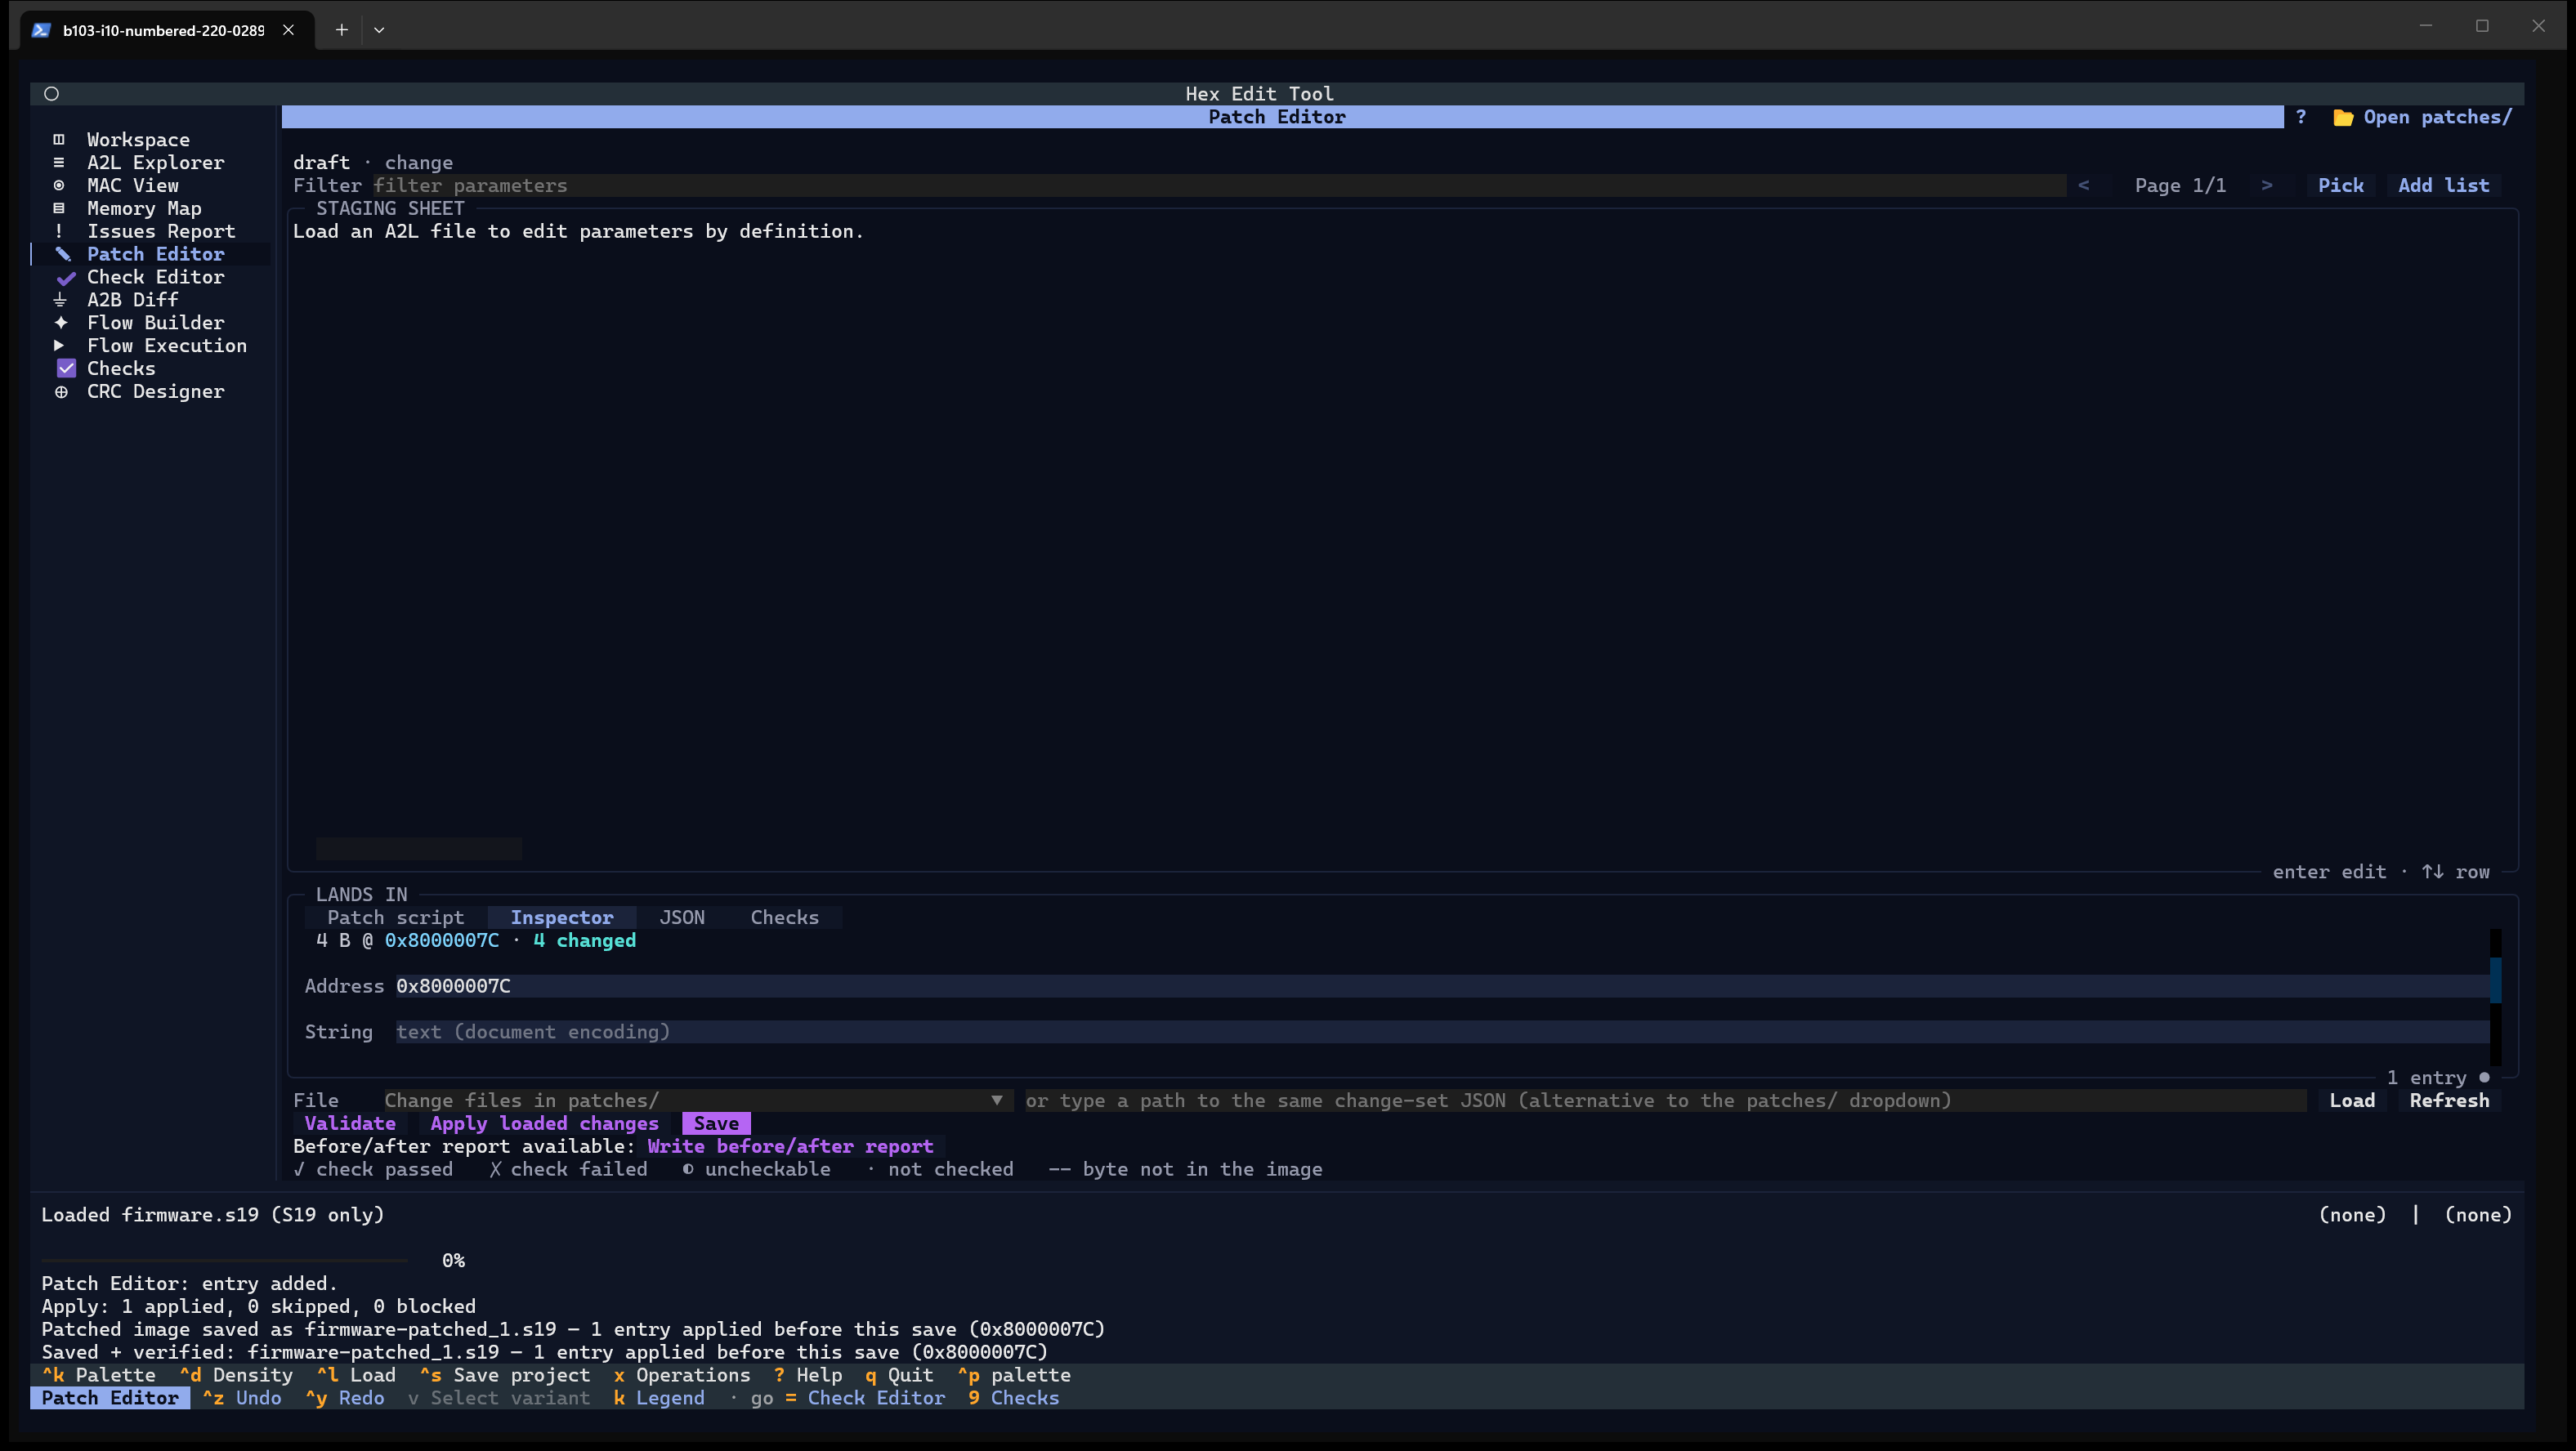 b103-i10-numbered-220-0289
Hex Edit Tool
Patch Editor ? Open patches/
Workspace
A2L Explorer
MAC View
Memory Map
Issues Report
Patch Editor
Check Editor
A2B Diff
Flow Builder
Flow Execution
Checks
CRC Designer
draft · change
Filter filter parameters < Page 1/1 > Pick Add list
STAGING SHEET
Load an A2L file to edit parameters by definition.
enter edit · ↑↓ row
LANDS IN
Patch script Inspector JSON Checks
4 B @ 0x8000007C · 4 changed
Address 0x8000007C
String text (document encoding)
1 entry ●
File Change files in patches/ ▼ or type a path to the same change-set JSON (alternative to the patches/ dropdown) Load Refresh
Validate Apply loaded changes Save
Before/after report available: Write before/after report
✓ check passed ✗ check failed ◐ uncheckable · not checked -- byte not in the image
Loaded firmware.s19 (S19 only) (none) | (none)
0%
Patch Editor: entry added.
Apply: 1 applied, 0 skipped, 0 blocked
Patched image saved as firmware-patched_1.s19 — 1 entry applied before this save (0x8000007C)
Saved + verified: firmware-patched_1.s19 — 1 entry applied before this save (0x8000007C)
^k Palette ^d Density ^l Load ^s Save project x Operations ? Help q Quit ^p palette
Patch Editor ^z Undo ^y Redo v Select variant k Legend · go = Check Editor 9 Checks